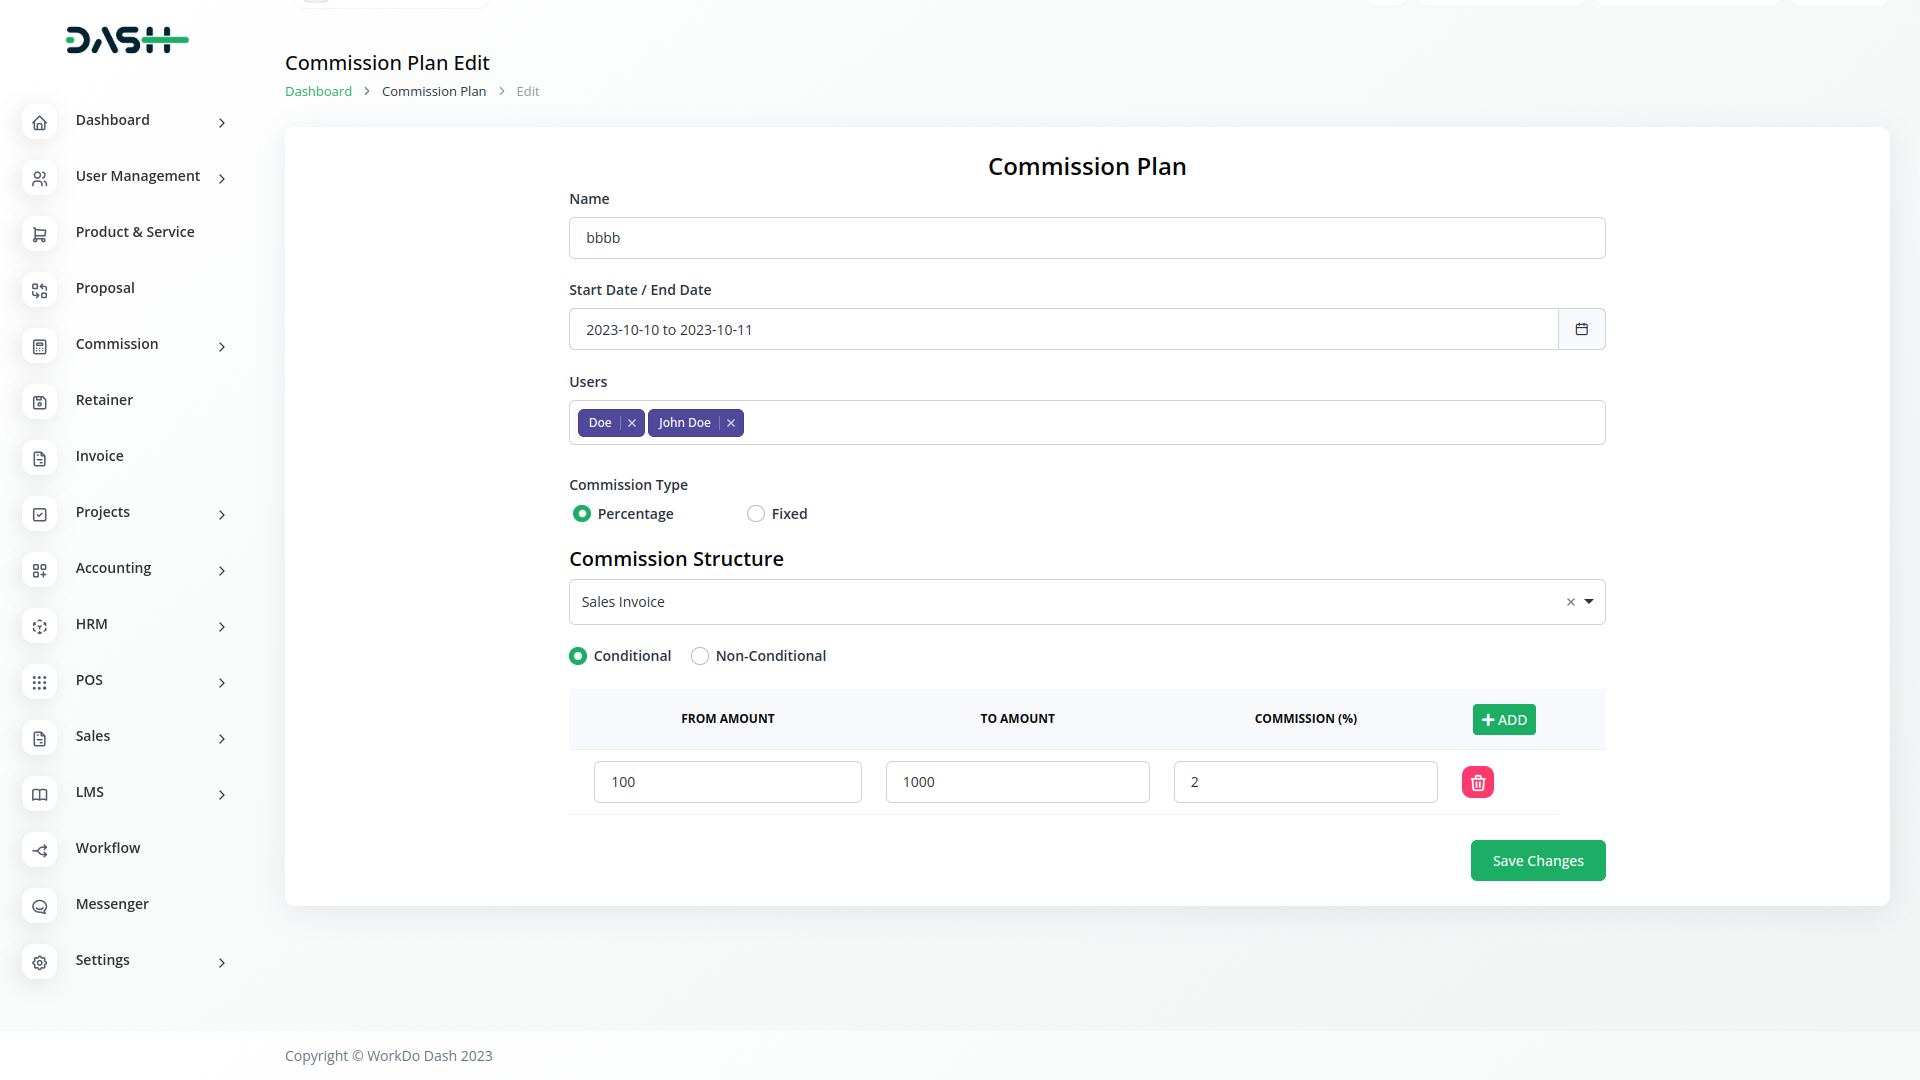 DASH
Dashboard
User Management
Product & Service
Proposal
Commission
Retainer
Invoice
Projects
Accounting
HRM
POS
Sales
LMS
Workflow
Messenger
Settings
Commission Plan Edit
Dashboard > Commission Plan > Edit
Commission Plan
Name
bbbb
Start Date / End Date
2023-10-10 to 2023-10-11
Users
Doe × John Doe ×
Commission Type
Percentage Fixed
Commission Structure
Sales Invoice ×
Conditional Non-Conditional
FROM AMOUNT TO AMOUNT COMMISSION (%) + ADD
100 1000 2
Save Changes
Copyright © WorkDo Dash 2023